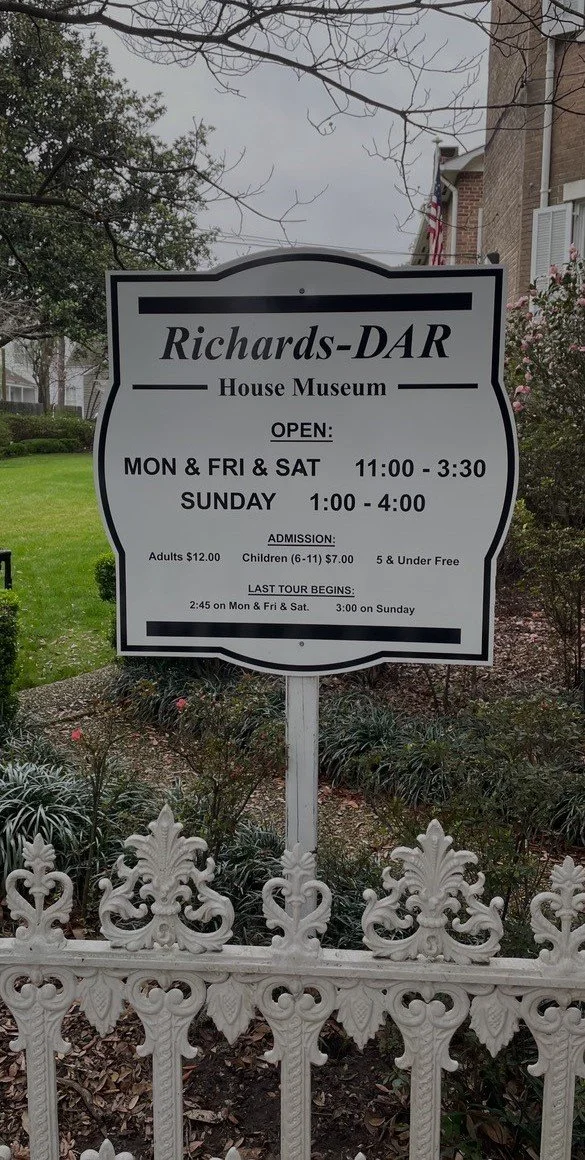 Richards-DAR
House Museum
OPEN:
MON & FRI & SAT 11:00 - 3:30
SUNDAY 1:00 - 4:00
ADMISSION:
Adults $12.00 Children (6-11) $7.00 5 & Under Free
LAST TOUR BEGINS:
2:45 on Mon & Fri & Sat. 3:00 on Sunday